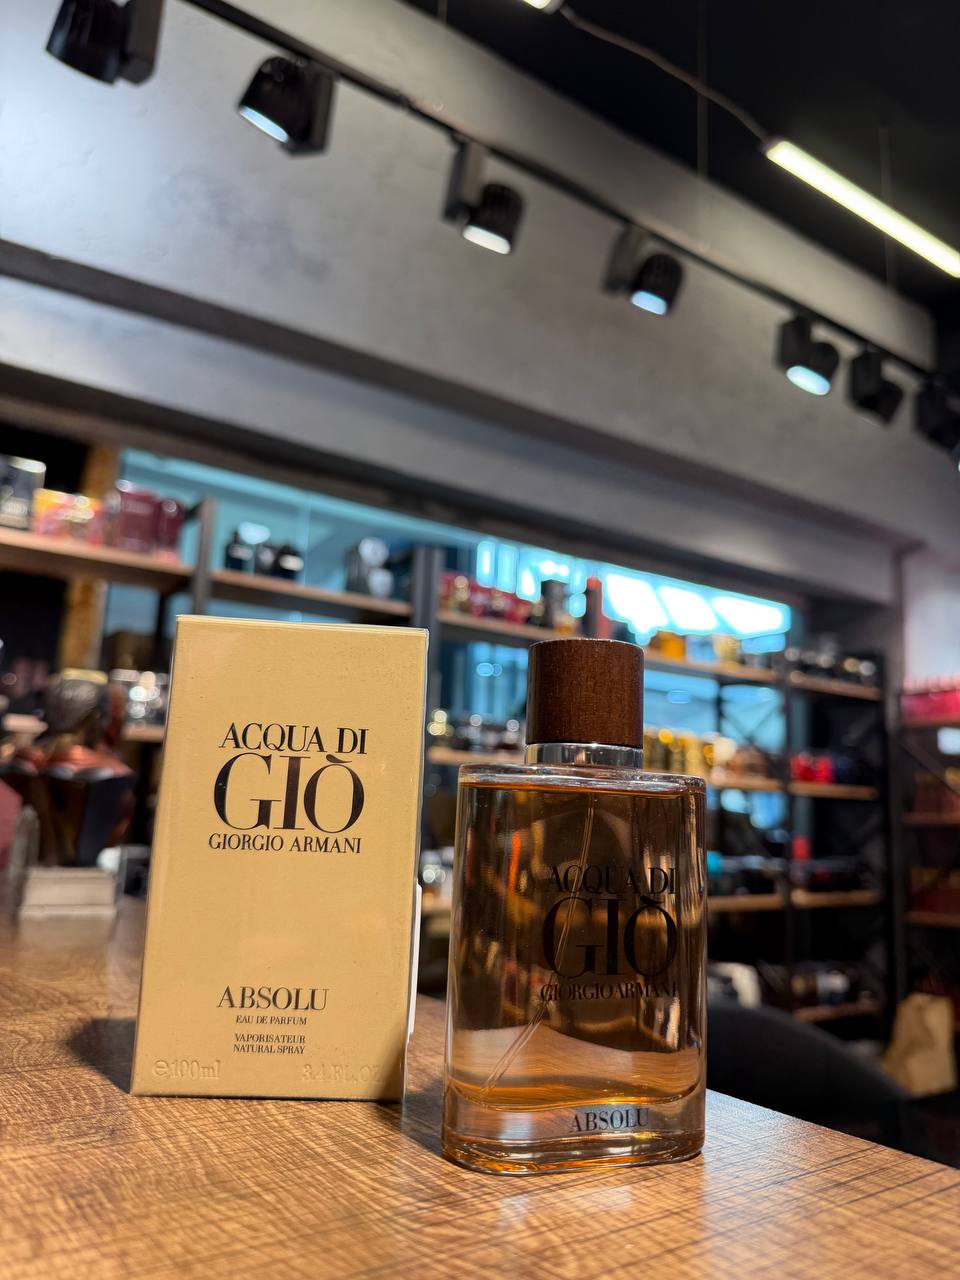 ACQUA DI
GIÒ
GIORGIO ARMANI
ABSOLU
EAU DE PARFUM
VAPORISATEUR
NATURAL SPRAY
℮100ml 3.4 FL.OZ
ACQUA DI
GIÒ
GIORGIO ARMANI
ABSOLU